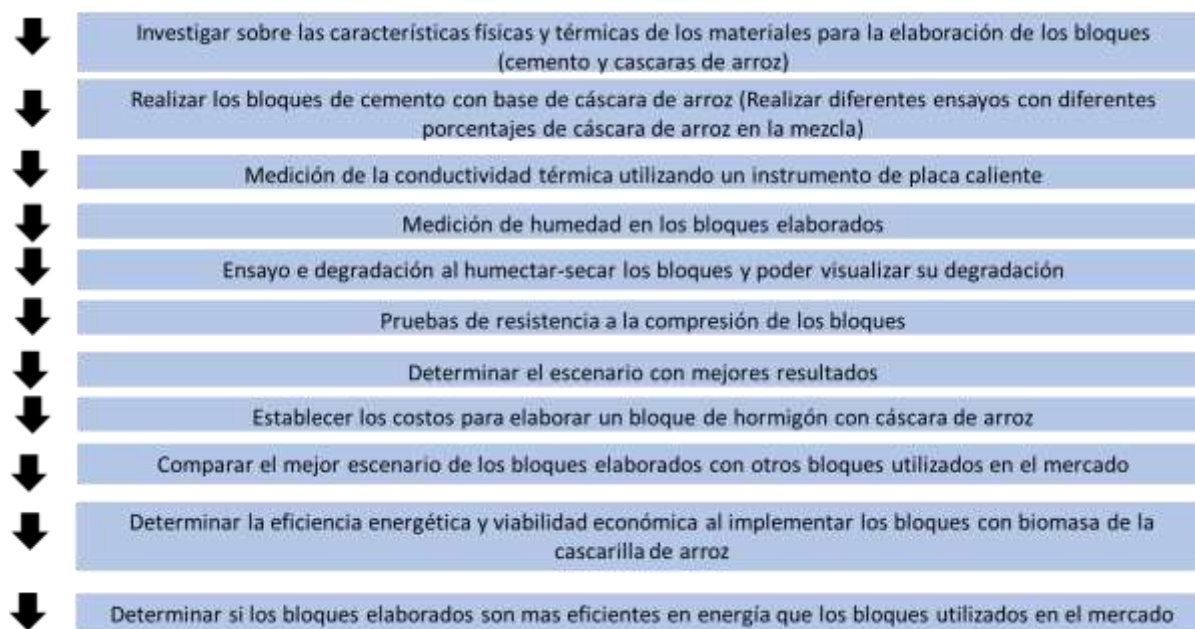 Investigar sobre las características físicas y térmicas de los materiales para la elaboración de los bloques
(cemento y cascaras de arroz)
Realizar los bloques de cemento con base de cáscara de arroz (Realizar diferentes ensayos con diferentes
porcentajes de cáscara de arroz en la mezcla)
Medición de la conductividad térmica utilizando un instrumento de placa caliente
Medición de humedad en los bloques elaborados
Ensayo e degradación al humectar-secar los bloques y poder visualizar su degradación
Pruebas de resistencia a la compresión de los bloques
Determinar el escenario con mejores resultados
Establecer los costos para elaborar un bloque de hormigón con cáscara de arroz
Comparar el mejor escenario de los bloques elaborados con otros bloques utilizados en el mercado
Determinar la eficiencia energética y viabilidad económica al implementar los bloques con biomasa de la
cascarilla de arroz
Determinar si los bloques elaborados son mas eficientes en energía que los bloques utilizados en el mercado